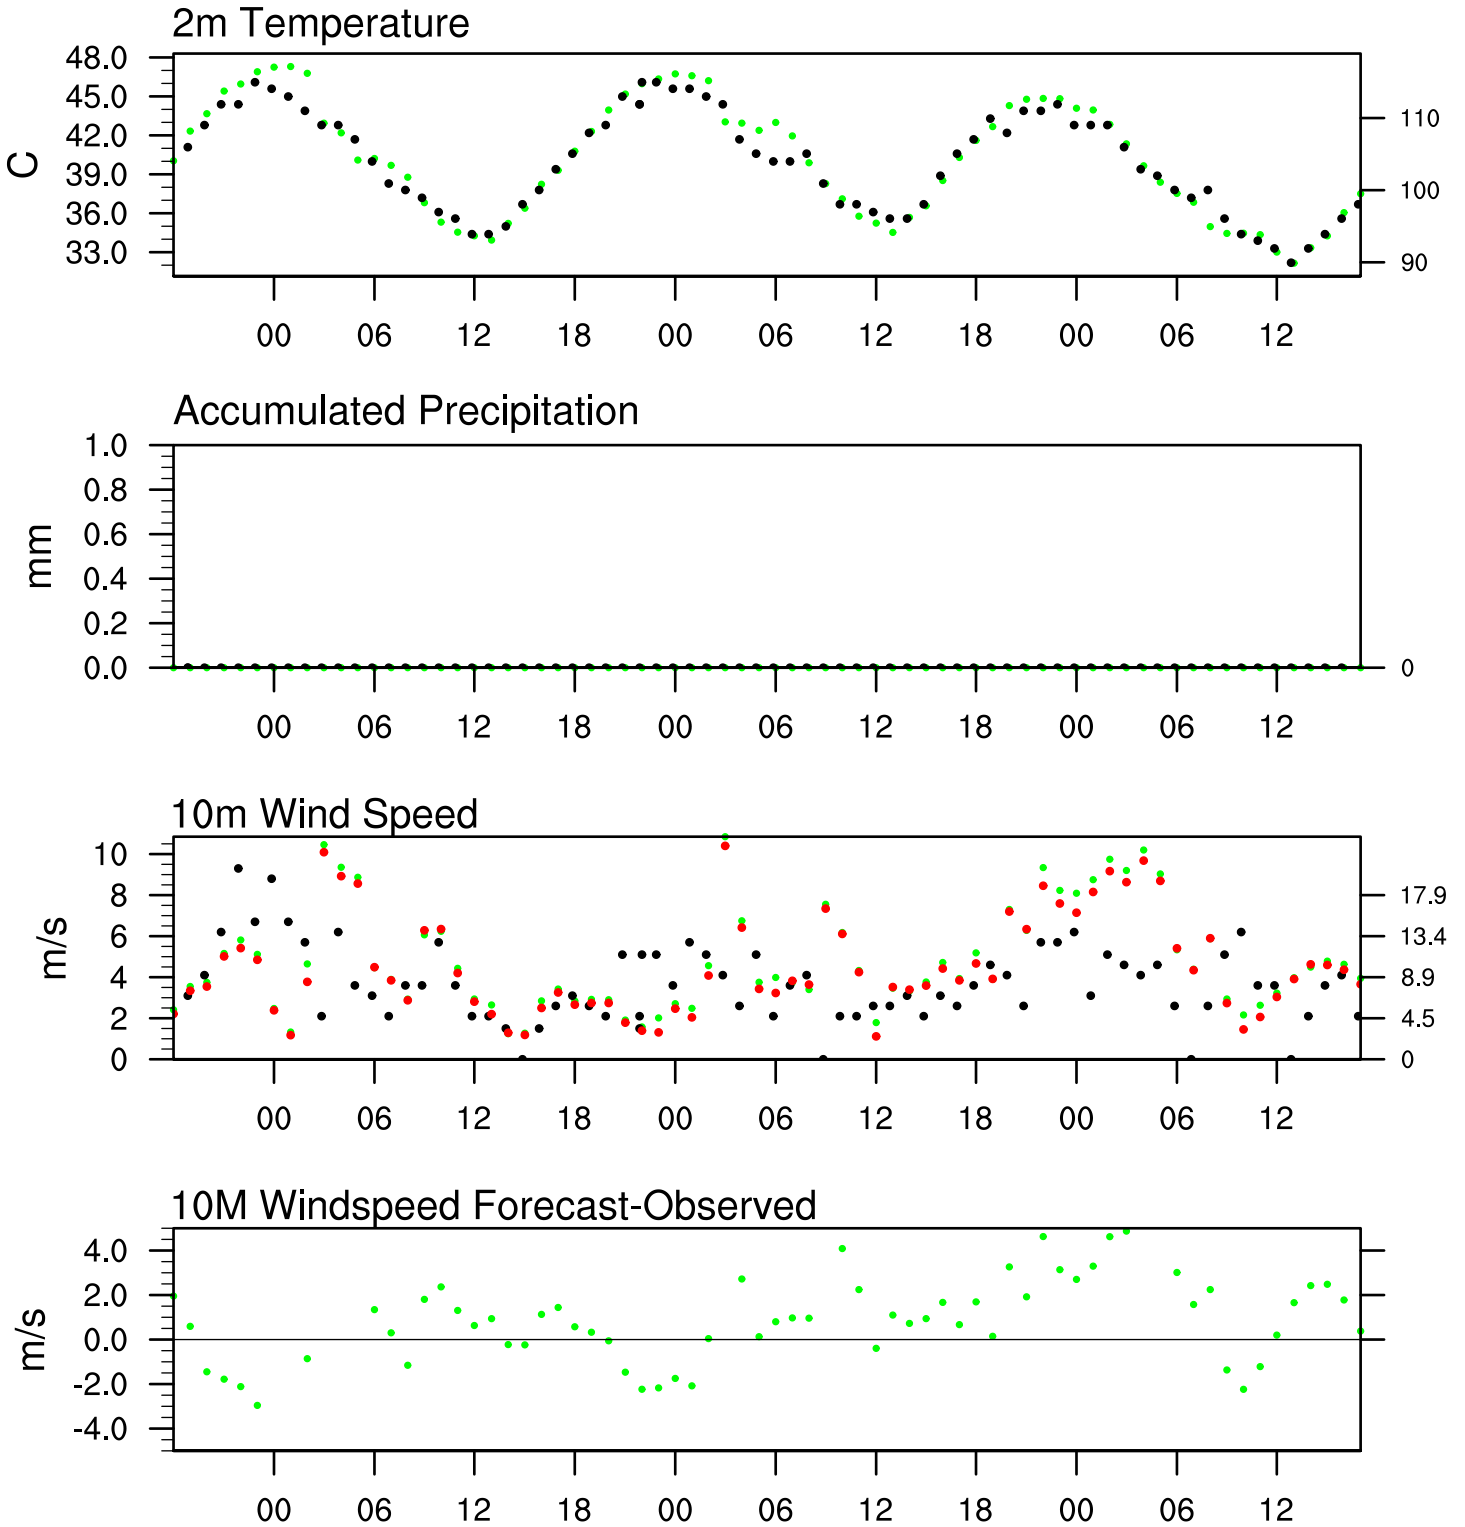 2m Temperature
48.0
45.0
42.0
39.0
36.0
33.0
C
110
100
90
00 06 12 18 00 06 12 18 00 06 12
Accumulated Precipitation
1.0
0.8
0.6
0.4
0.2
0.0
mm
0
00 06 12 18 00 06 12 18 00 06 12
10m Wind Speed
10
8
6
4
2
0
m/s
17.9
13.4
8.9
4.5
0
00 06 12 18 00 06 12 18 00 06 12
10M Windspeed Forecast-Observed
4.0
2.0
0.0
-2.0
-4.0
m/s
00 06 12 18 00 06 12 18 00 06 12